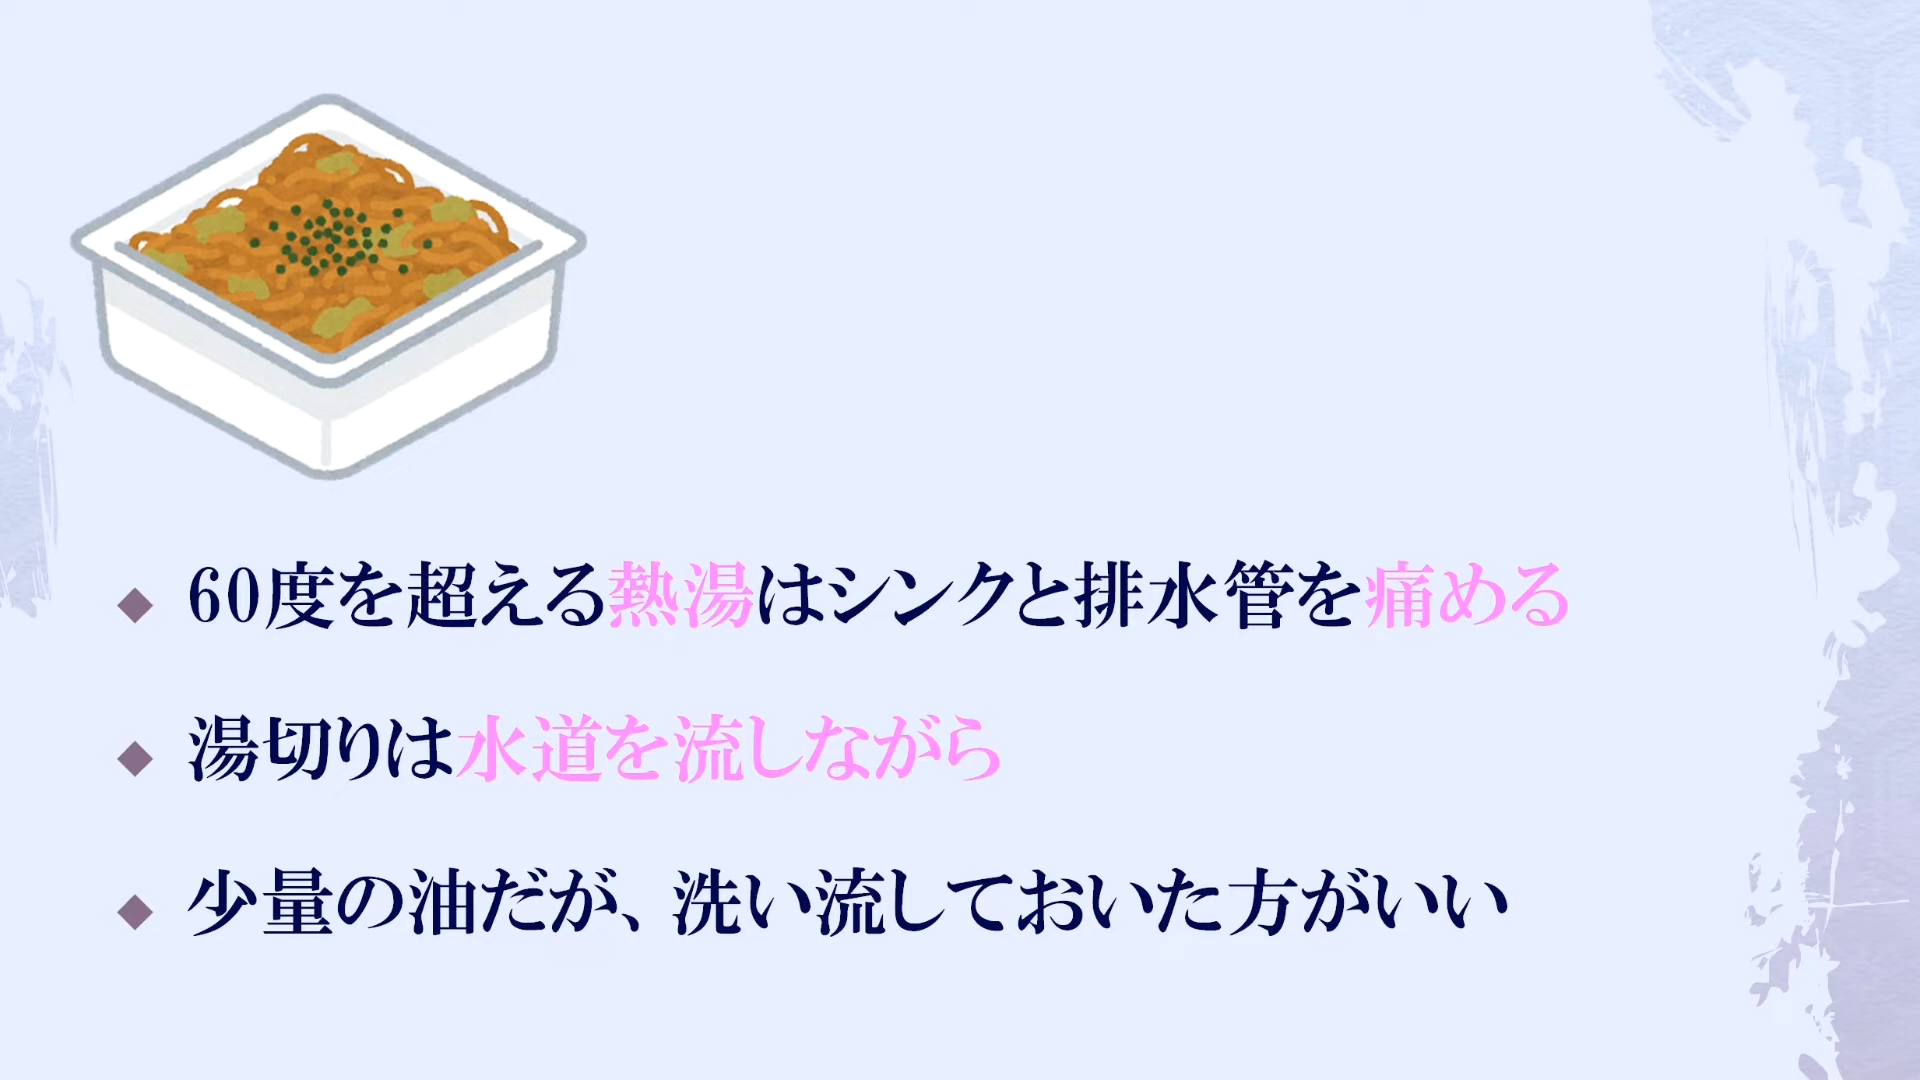 60度を超える熱湯はシンクと排水管を痛める
湯切りは水道を流しながら
少量の油だが、洗い流しておいた方がいい